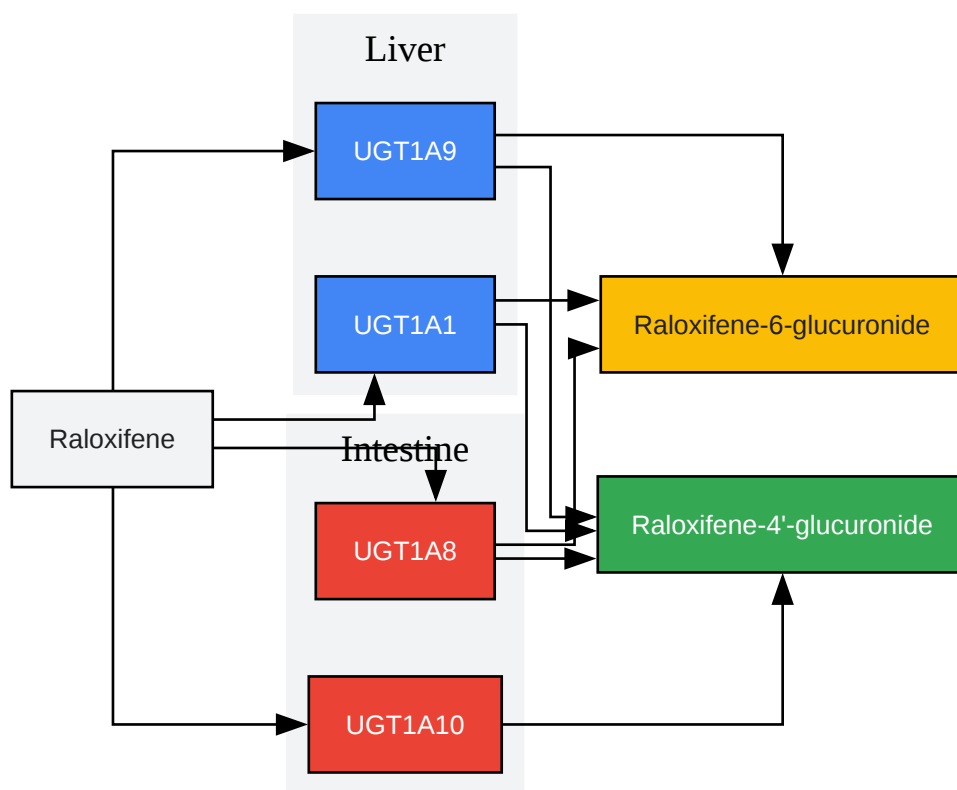 Liver
UGT1A9
UGT1A1
Raloxifene-6-glucuronide
Raloxifene
Intestine
Raloxifene-4'-glucuronide
UGT1A8
UGT1A10